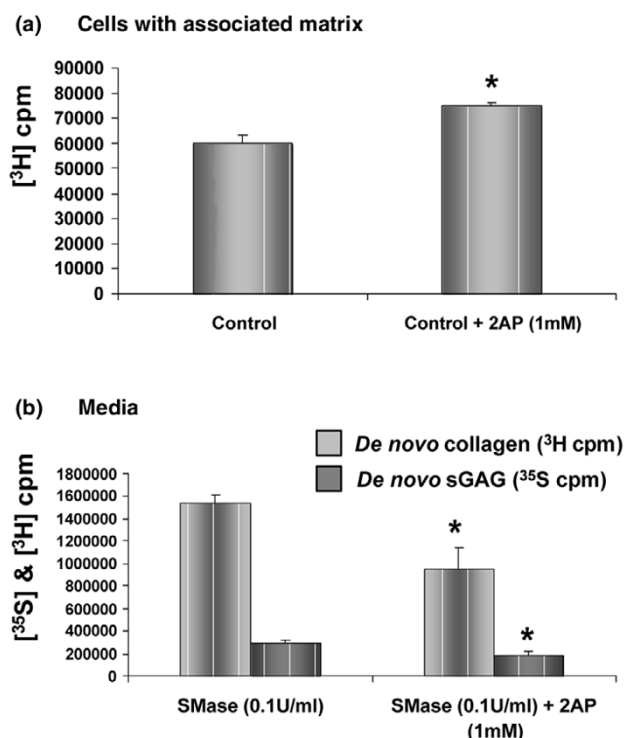 (a) Cells with associated matrix
[³H] cpm
90000
80000
70000
60000
50000
40000
30000
20000
10000
0
*
Control
Control + 2AP (1mM)
(b) Media
De novo collagen (³H cpm)
De novo sGAG (³⁵S cpm)
[³⁵S] & [³H] cpm
1800000
1600000
1400000
1200000
1000000
800000
600000
400000
200000
0
*
*
SMase (0.1U/ml)
SMase (0.1U/ml) + 2AP
(1mM)